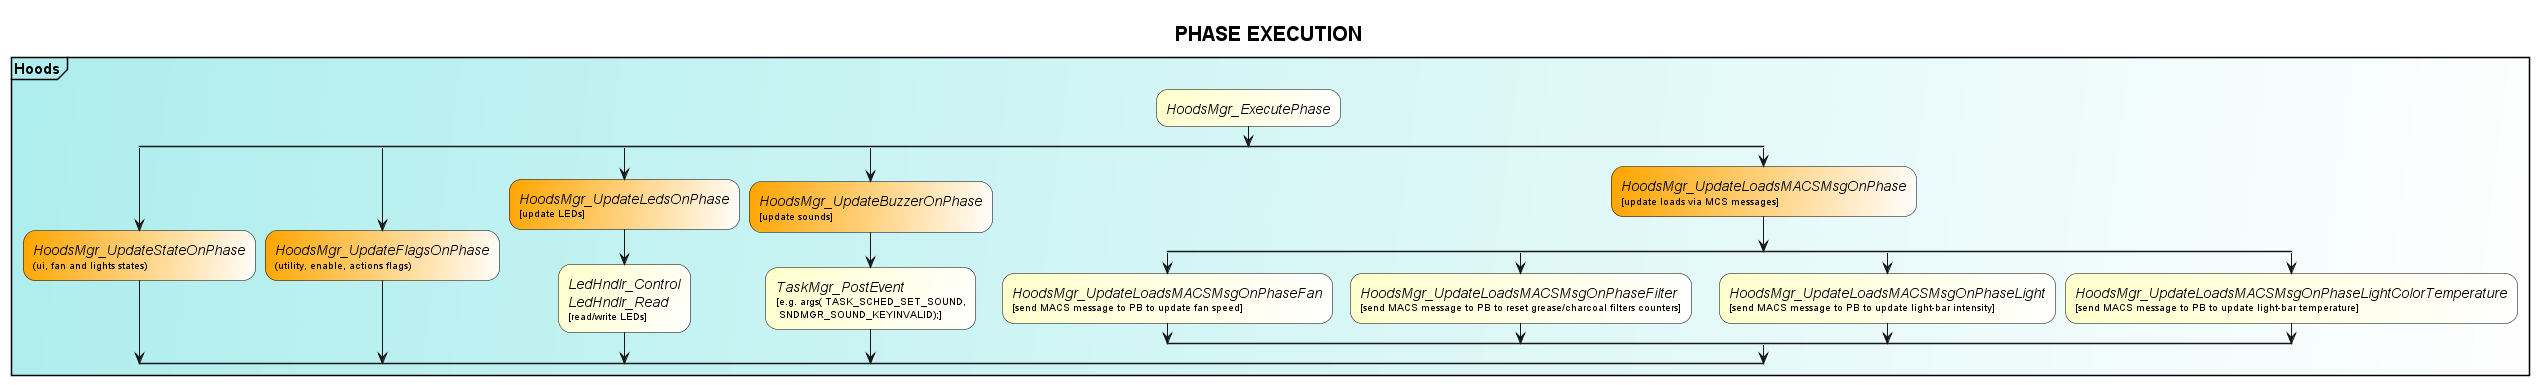 PHASE EXECUTION
Hoods
HoodsMgr_ExecutePhase
HoodsMgr_UpdateStateOnPhase
(ui, fan and lights states)
HoodsMgr_UpdateFlagsOnPhase
(utility, enable, actions flags)
HoodsMgr_UpdateLedsOnPhase
[update LEDs]
LedHndlr_Control
LedHndlr_Read
[read/write LEDs]
HoodsMgr_UpdateBuzzerOnPhase
[update sounds]
TaskMgr_PostEvent
[e.g. args( TASK_SCHED_SET_SOUND,
SNDMGR_SOUND_KEYINVALID);]
HoodsMgr_UpdateLoadsMACSMsgOnPhase
[update loads via MCS messages]
HoodsMgr_UpdateLoadsMACSMsgOnPhaseFan
[send MACS message to PB to update fan speed]
HoodsMgr_UpdateLoadsMACSMsgOnPhaseFilter
[send MACS message to PB to reset grease/charcoal filters counters]
HoodsMgr_UpdateLoadsMACSMsgOnPhaseLight
[send MACS message to PB to update light-bar intensity]
HoodsMgr_UpdateLoadsMACSMsgOnPhaseLightColorTemperature
[send MACS message to PB to update light-bar temperature]